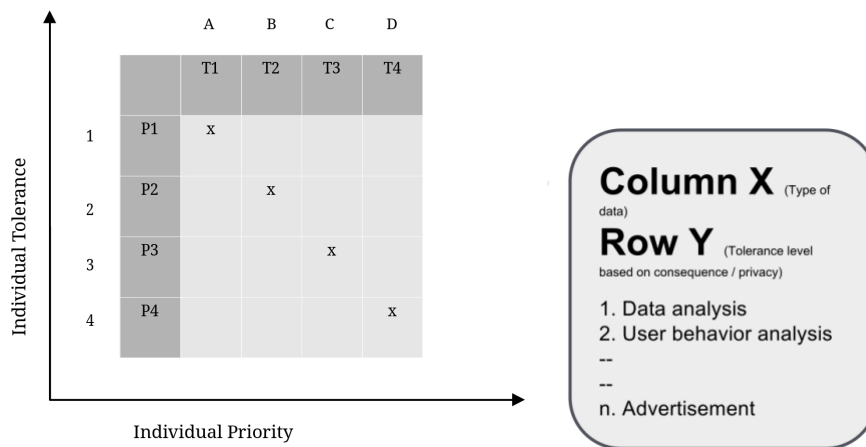 A B C D
T1 T2 T3 T4
1 P1 x
2 P2 x
3 P3 x
4 P4 x
Individual Tolerance
Individual Priority
Column X (Type of
data)
Row Y (Tolerance level
based on consequence / privacy)
1. Data analysis
2. User behavior analysis
--
--
n. Advertisement